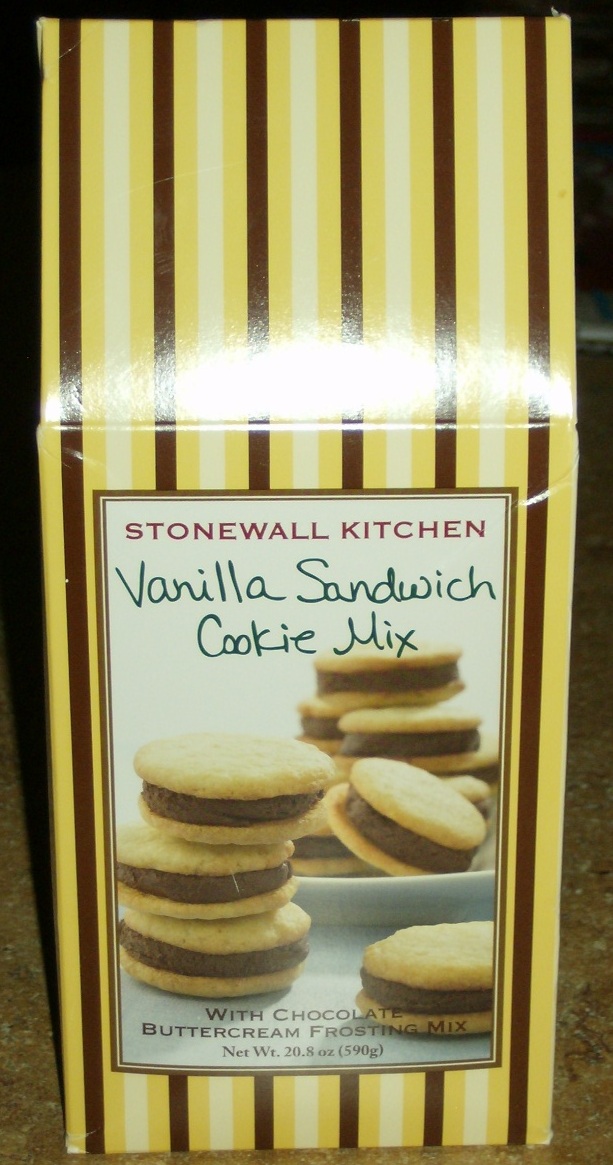 STONEWALL KITCHEN
Vanilla Sandwich
Cookie Mix
WITH CHOCOLATE
BUTTERCREAM FROSTING MIX
Net Wt. 20.8 oz (590g)